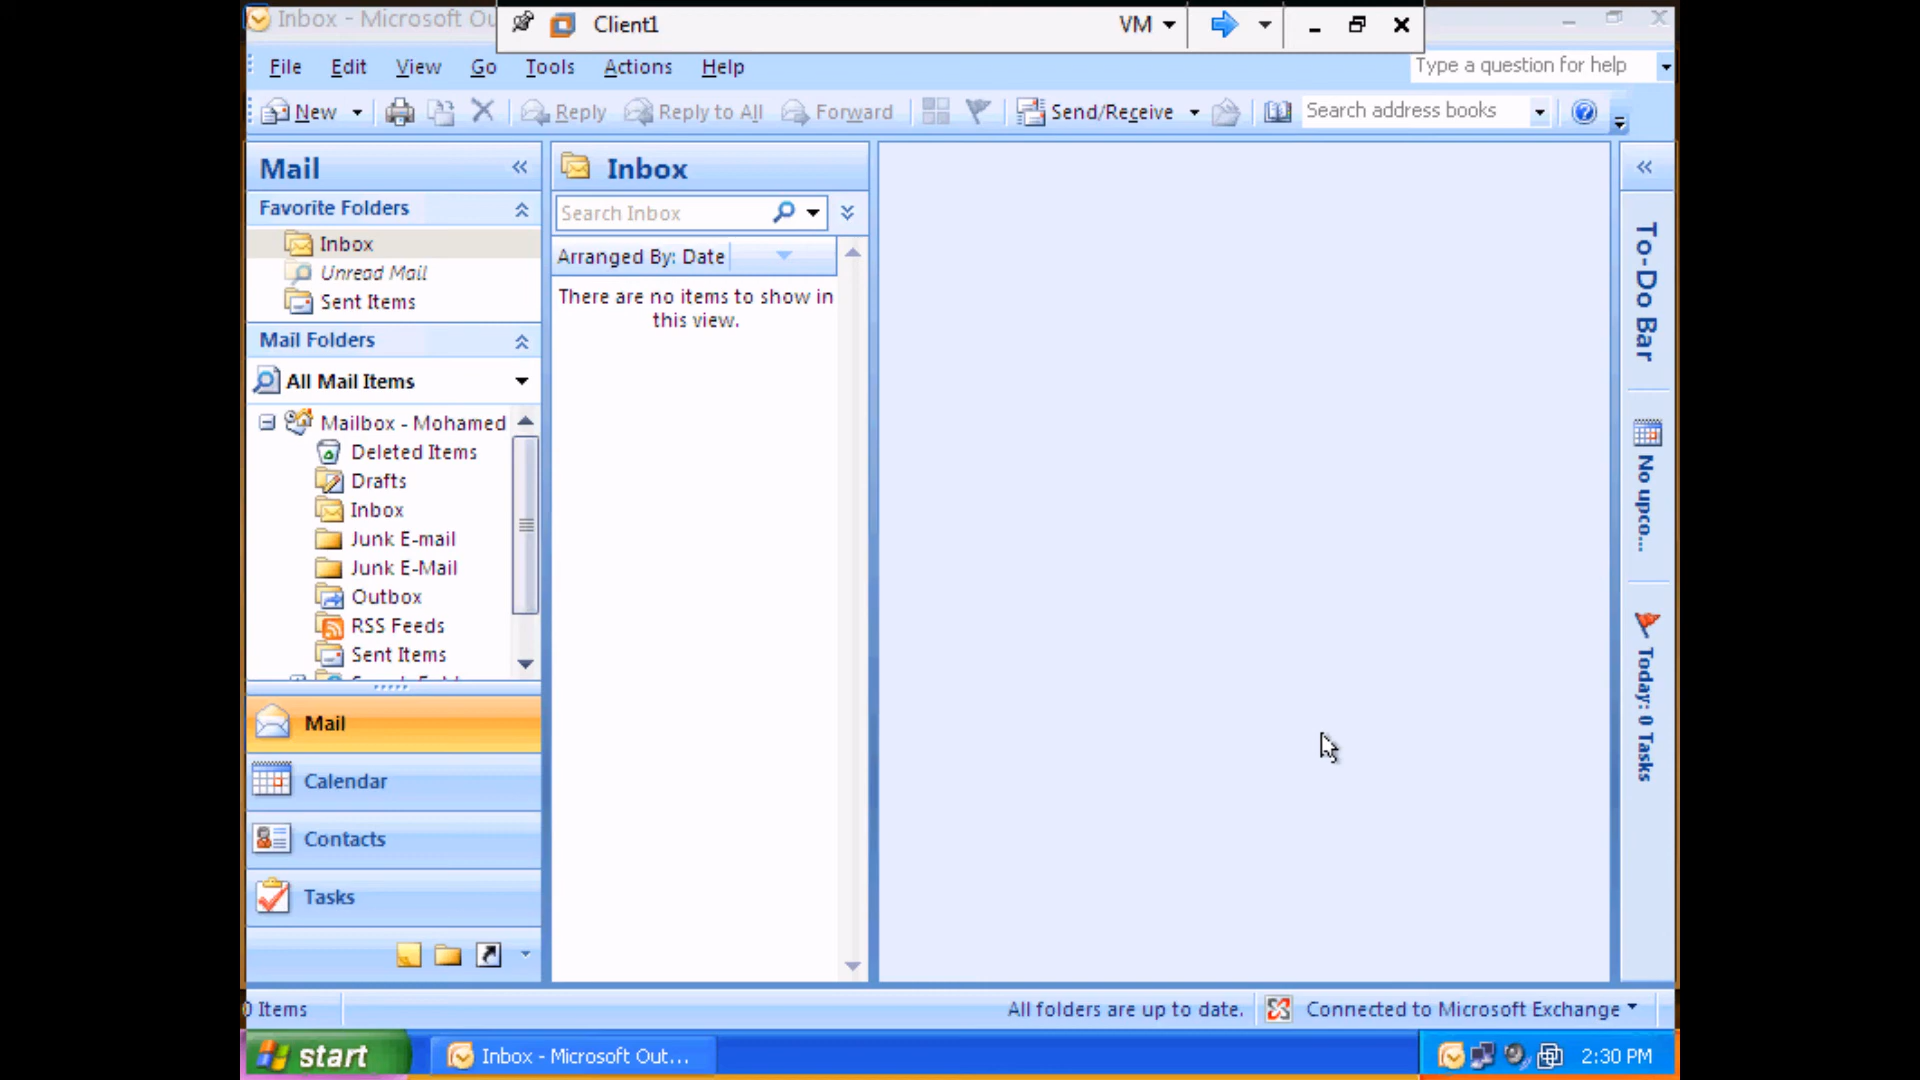 Inbox - Microsoft Ou
Client1
VM
File Edit View Go Tools Actions Help
Type a question for help
New
Reply
Reply to All
Forward
Send/Receive
Search address books
Mail
Favorite Folders
Inbox
Unread Mail
Sent Items
Mail Folders
All Mail Items
Mailbox - Mohamed
Deleted Items
Drafts
Inbox
Junk E-mail
Junk E-Mail
Outbox
RSS Feeds
Sent Items
Mail
Calendar
Contacts
Tasks
Inbox
Search Inbox
Arranged By: Date
There are no items to show in
this view.
To-Do Bar
No upco...
Today: 0 Tasks
0 Items
All folders are up to date.
Connected to Microsoft Exchange
start
Inbox - Microsoft Out...
2:30 PM